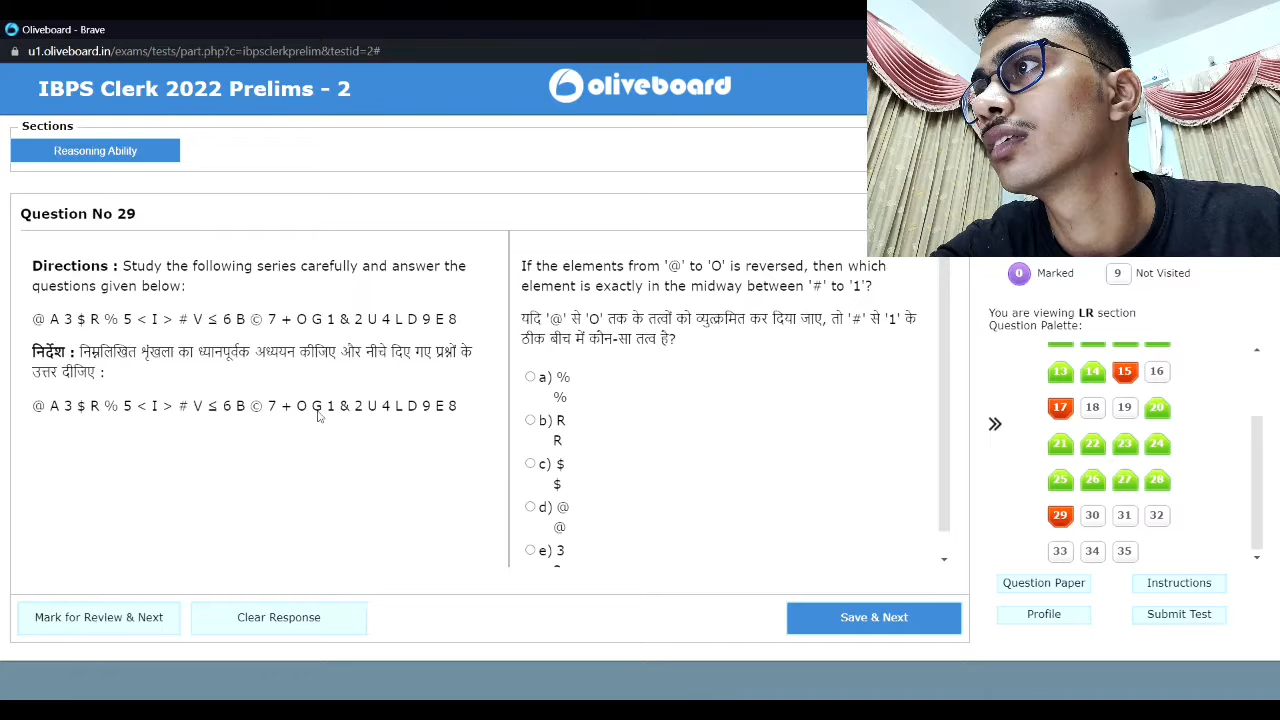 Oliveboard - Brave
u1.oliveboard.in/exams/tests/part.php?c=ibpsclerkprelim&testid=2#
IBPS Clerk 2022 Prelims - 2
oliveboard
Sections
Reasoning Ability
Question No 29
Directions : Study the following series carefully and answer the
questions given below:
@ A 3 $ R % 5 < I > # V ≤ 6 B © 7 + O G 1 & 2 U 4 L D 9 E 8
निर्देश : निम्नलिखित शृंखला का ध्यानपूर्वक अध्ययन कीजिए और नीचे दिए गए प्रश्नों के
उत्तर दीजिए :
@ A 3 $ R % 5 < I > # V ≤ 6 B © 7 + O G 1 & 2 U 4 L D 9 E 8
If the elements from '@' to 'O' is reversed, then which
element is exactly in the midway between '#' to '1'?
यदि '@' से 'O' तक के तत्वों को व्युत्क्रमित कर दिया जाए, तो '#' से '1' के
ठीक बीच में कौन-सा तत्व है?
a) %
%
b) R
R
c) $
$
d) @
@
e) 3
Mark for Review & Next
Clear Response
Save & Next
0 Marked 9 Not Visited
You are viewing LR section
Question Palette:
13 14 15 16
17 18 19 20
21 22 23 24
25 26 27 28
29 30 31 32
33 34 35
Question Paper Instructions
Profile Submit Test